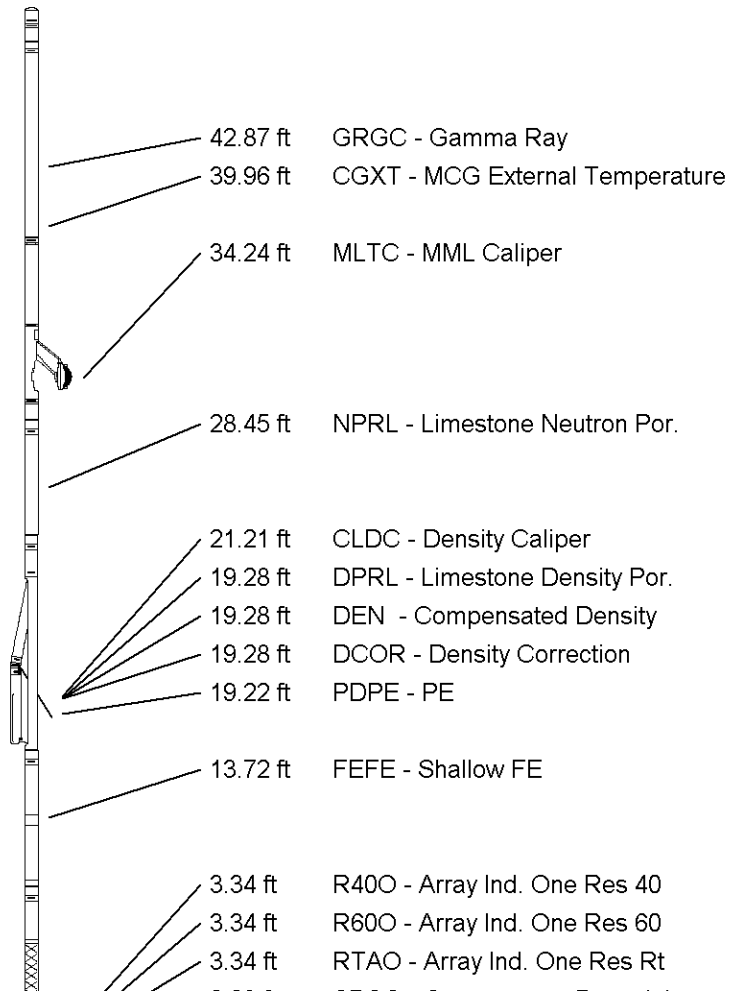 42.87 ft GRGC - Gamma Ray
39.96 ft CGXT - MCG External Temperature
34.24 ft MLTC - MML Caliper
28.45 ft NPRL - Limestone Neutron Por.
21.21 ft CLDC - Density Caliper
19.28 ft DPRL - Limestone Density Por.
19.28 ft DEN - Compensated Density
19.28 ft DCOR - Density Correction
19.22 ft PDPE - PE
13.72 ft FEFE - Shallow FE
3.34 ft R40O - Array Ind. One Res 40
3.34 ft R60O - Array Ind. One Res 60
3.34 ft RTAO - Array Ind. One Res Rt